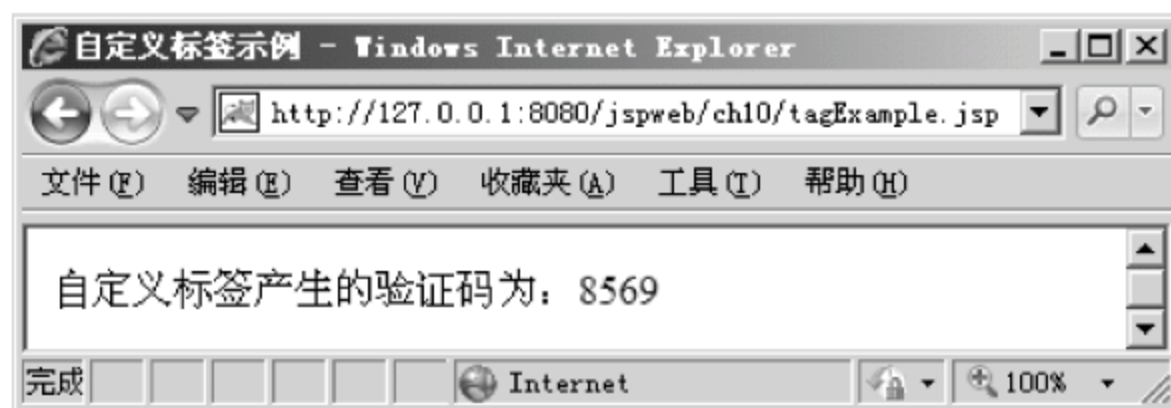 自定义标签示例 - Windows Internet Explorer
http://127.0.0.1:8080/jspweb/ch10/tagExample.jsp
文件(F) 编辑(E) 查看(V) 收藏夹(A) 工具(T) 帮助(H)
自定义标签产生的验证码为：8569
完成 Internet 100%